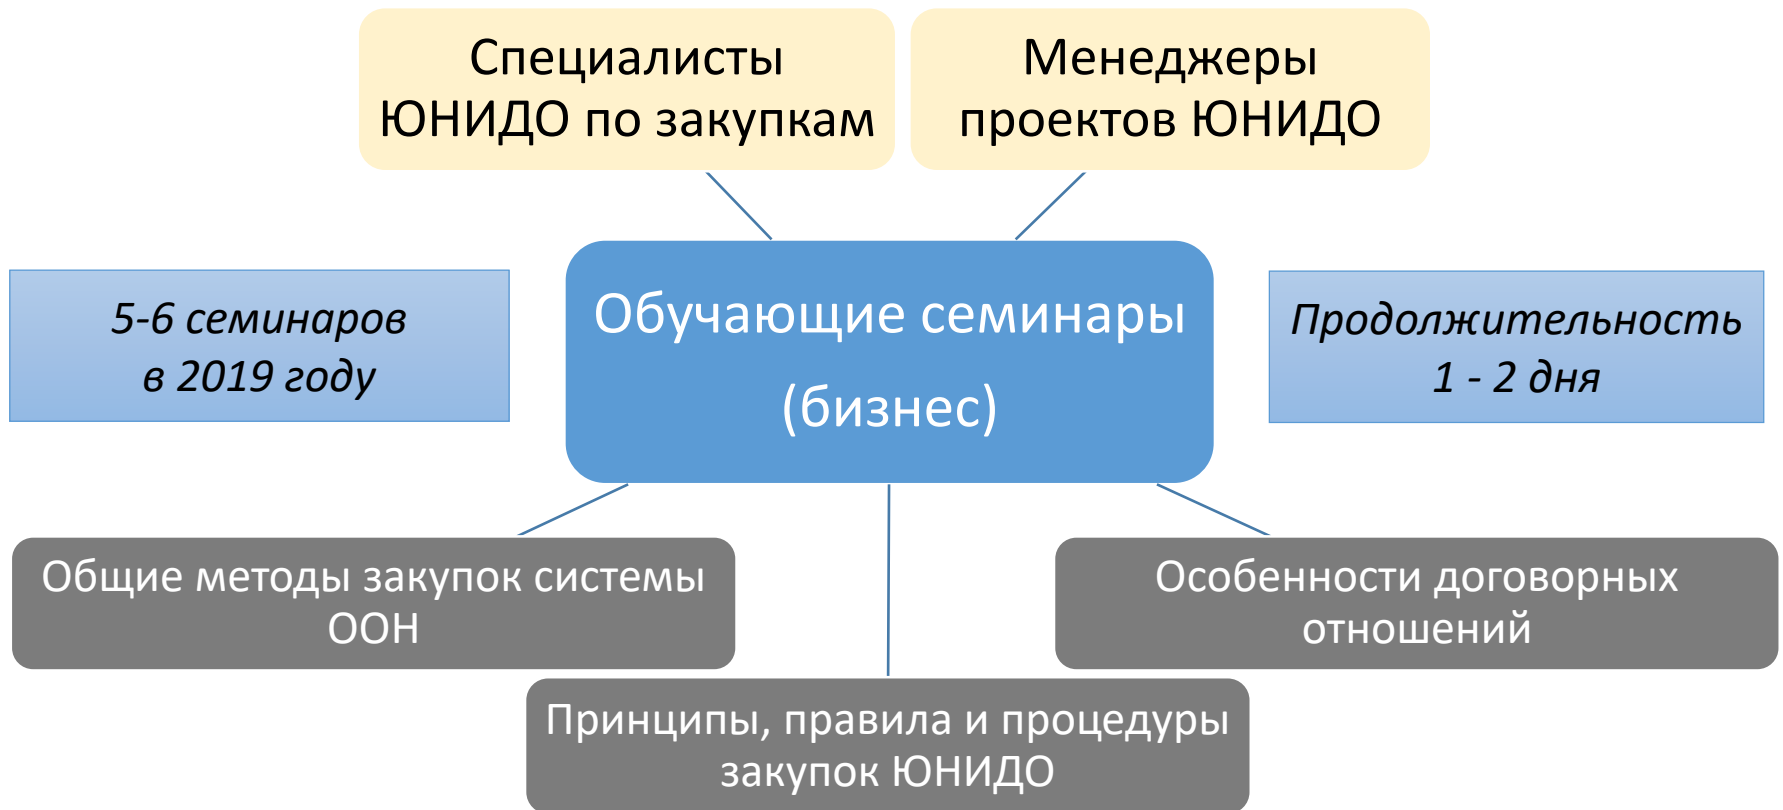 Специалисты
ЮНИДО по закупкам
Менеджеры
проектов ЮНИДО
5-6 семинаров
в 2019 году
Обучающие семинары
(бизнес)
Продолжительность
1 - 2 дня
Общие методы закупок системы
ООН
Особенности договорных
отношений
Принципы, правила и процедуры
закупок ЮНИДО